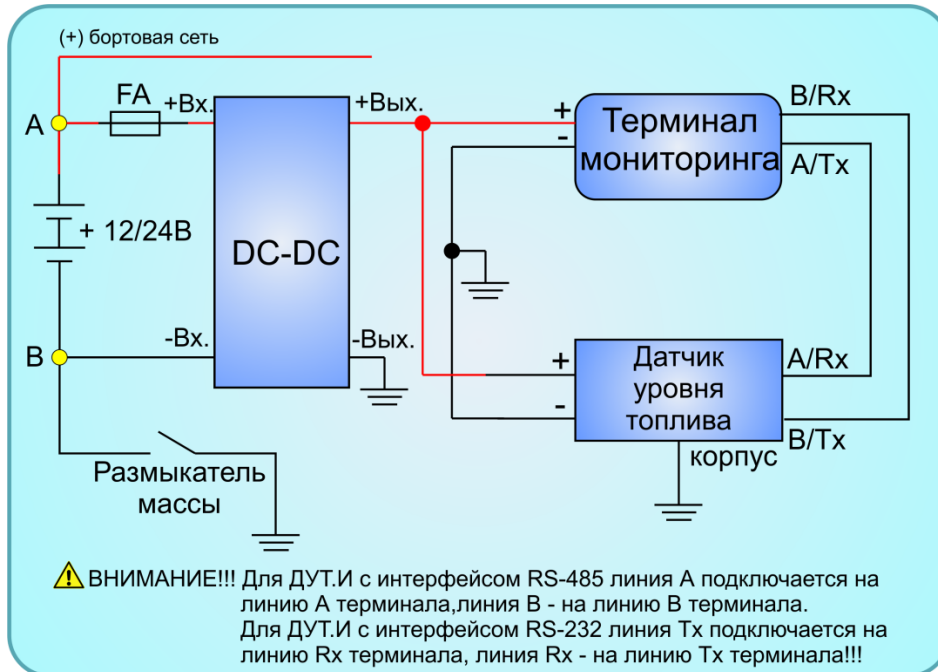 (+) бортовая сеть
FA
+Вх.
+Вых.
A
+ 12/24В
DC-DC
B
-Вх.
-Вых.
Размыкатель
массы
+
-
Терминал
мониторинга
B/Rx
A/Tx
+
-
Датчик
уровня
топлива
A/Rx
B/Tx
корпус
ВНИМАНИЕ!!! Для ДУТ.И с интерфейсом RS-485 линия А подключается на
линию А терминала,линия В - на линию В терминала.
Для ДУТ.И с интерфейсом RS-232 линия Tx подключается на
линию Rx терминала, линия Rx - на линию Tx терминала!!!